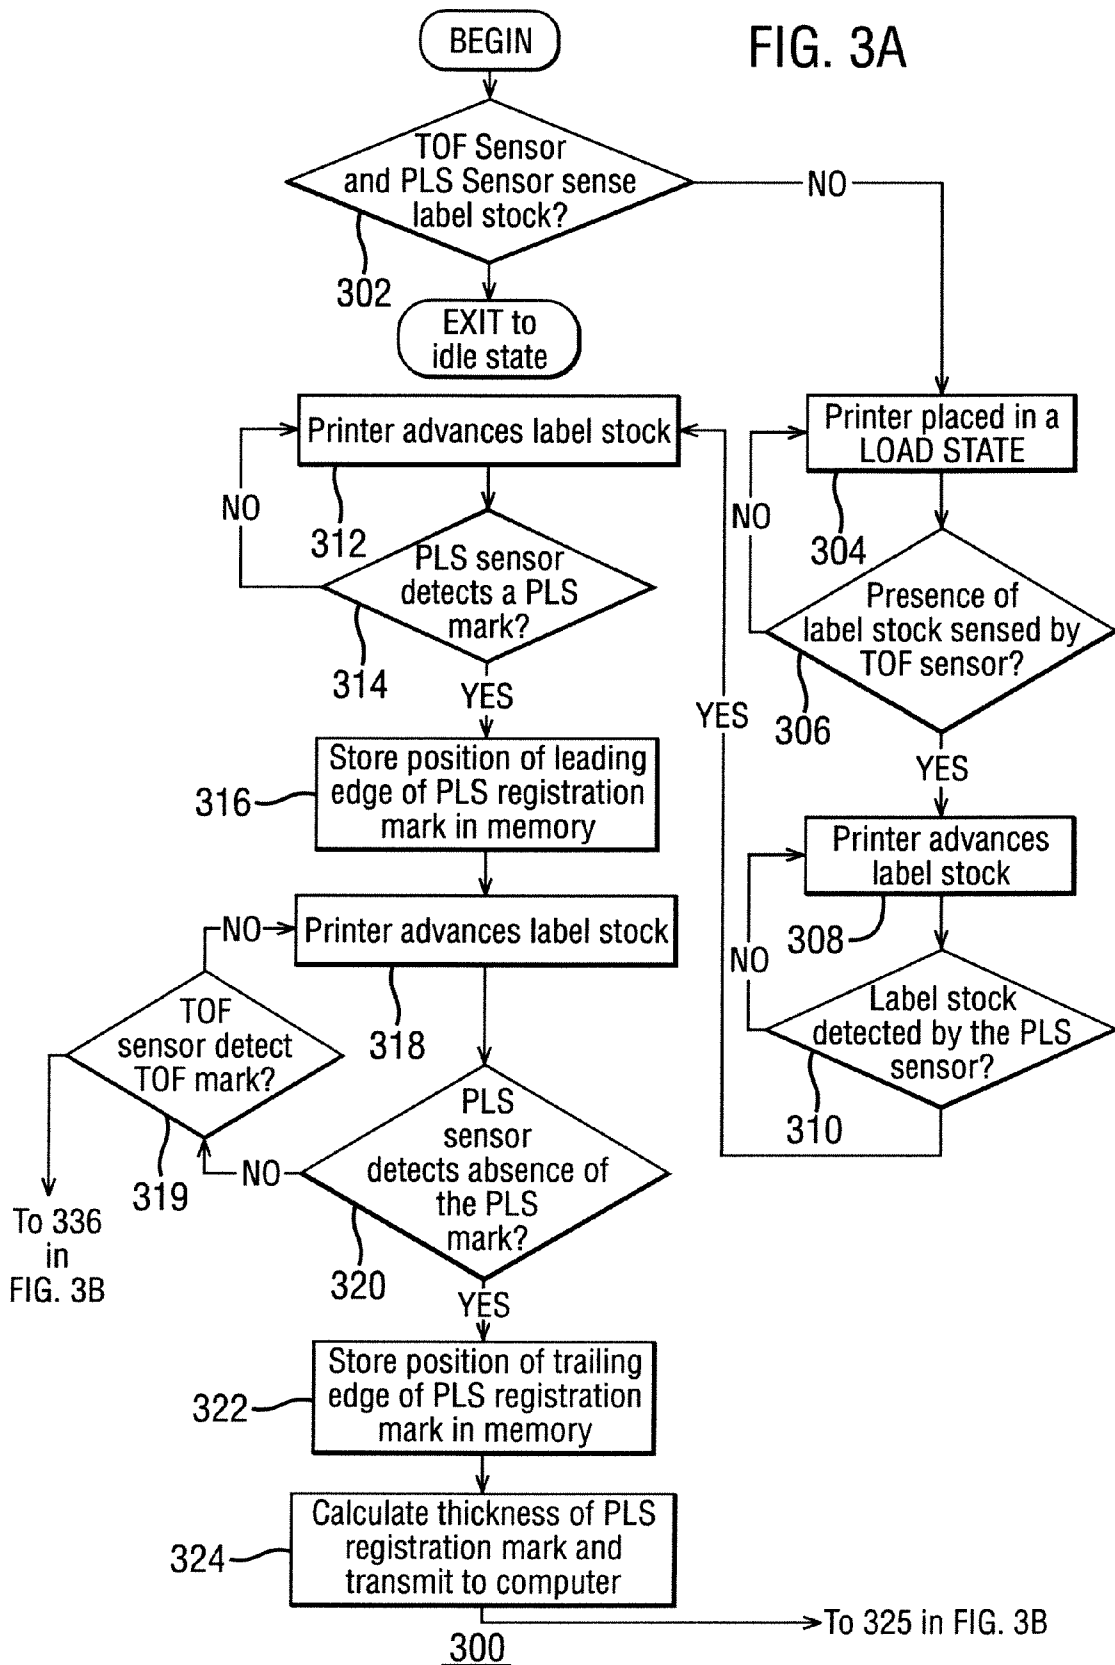 FIG. 3A
BEGIN
TOF Sensor
and PLS Sensor sense
label stock?
NO
302
EXIT to
idle state
Printer advances label stock
NO
312
PLS sensor
detects a PLS
mark?
314
YES
Printer placed in a
LOAD STATE
NO
304
Presence of
label stock sensed by
TOF sensor?
306
YES
YES
Printer advances
label stock
308
NO
Label stock
detected by the PLS
sensor?
310
316
Store position of leading
edge of PLS registration
mark in memory
NO
Printer advances label stock
318
TOF
sensor detect
TOF mark?
319
NO
To 336
in
FIG. 3B
PLS
sensor
detects absence of
the PLS
mark?
320
YES
322
Store position of trailing
edge of PLS registration
mark in memory
324
Calculate thickness of PLS
registration mark and
transmit to computer
To 325 in FIG. 3B
300